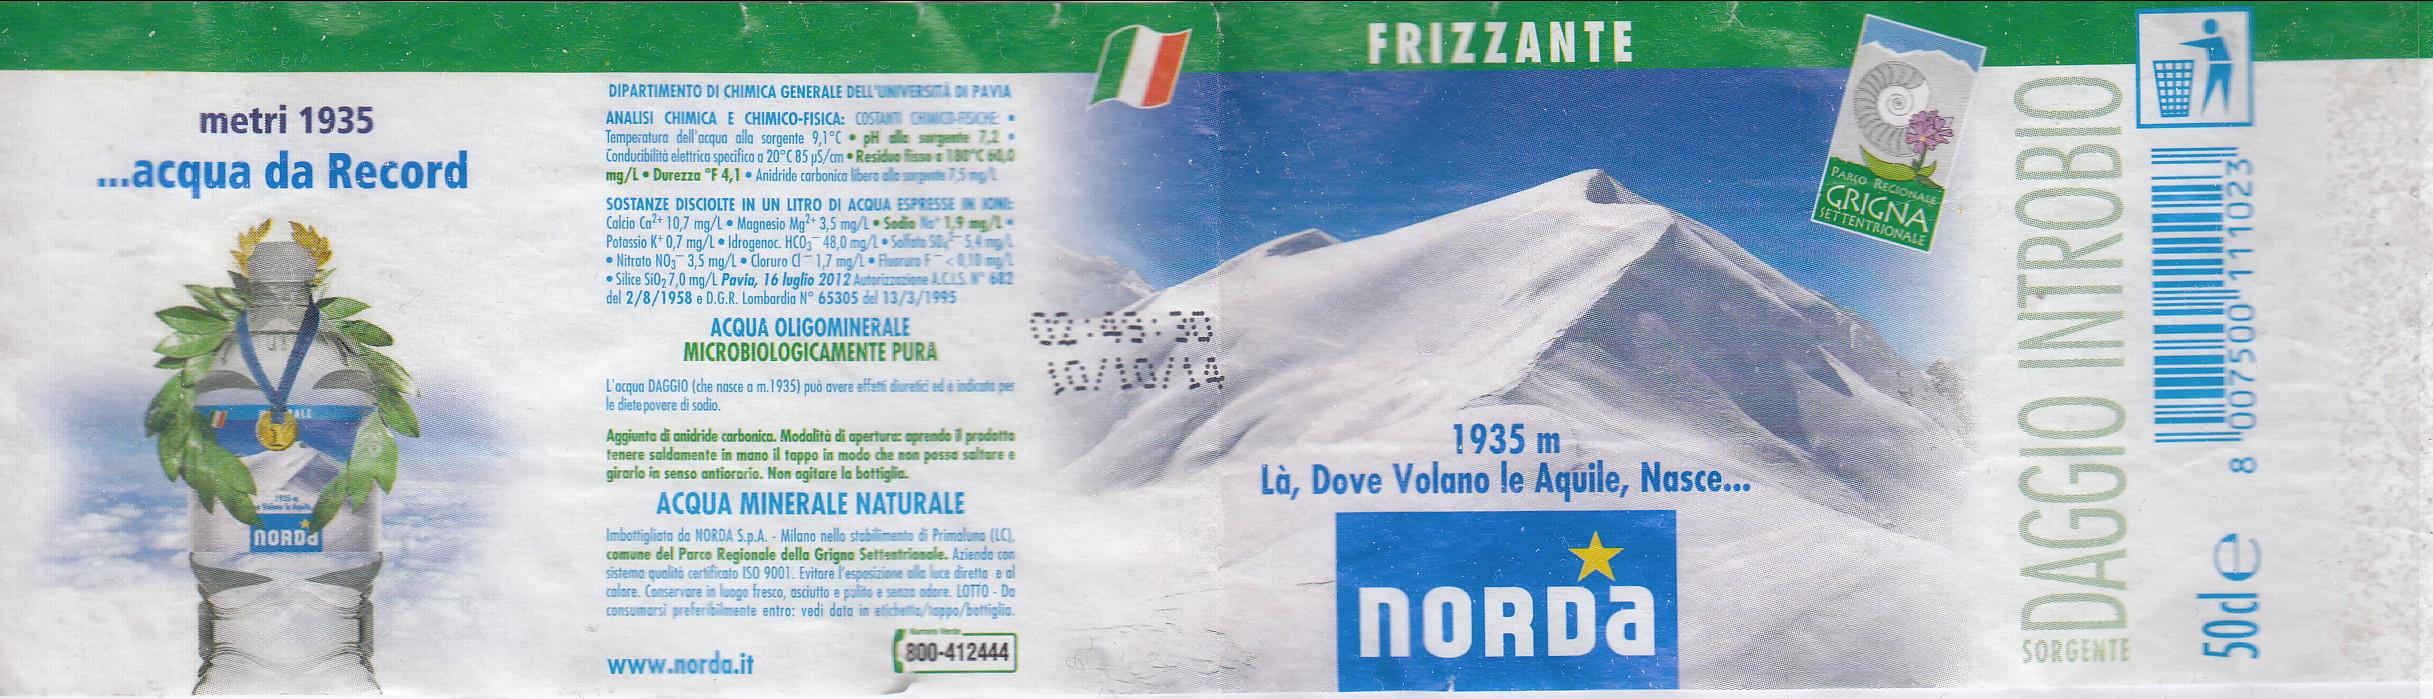 metri 1935
...acqua da Record
1935 m
NORDA
DIPARTIMENTO DI CHIMICA GENERALE DELL'UNIVERSITÀ DI PAVIA
ANALISI CHIMICA E CHIMICO-FISICA: COSTANTI CHIMICO-FISICHE: •
Temperatura dell'acqua alla sorgente 9,1°C • pH alla sorgente 7,2 •
Conducibilità elettrica specifica a 20°C 85 µS/cm • Residuo fisso a 180°C 60,0
mg/L • Durezza °F 4,1 • Anidride carbonica libera alla sorgente 7,5 mg/L
SOSTANZE DISCIOLTE IN UN LITRO DI ACQUA ESPRESSE IN IONI:
Calcio Ca²⁺ 10,7 mg/L • Magnesio Mg²⁺ 3,5 mg/L • Sodio Na⁺ 1,9 mg/L •
Potassio K⁺ 0,7 mg/L • Idrogenoc. HCO₃⁻ 48,0 mg/L • Solfato SO₄²⁻ 5,4 mg/L
• Nitrato NO₃⁻ 3,5 mg/L • Cloruro Cl⁻ 1,7 mg/L • Fluoruro F⁻ < 0,10 mg/L
• Silice SiO₂ 7,0 mg/L Pavia, 16 luglio 2012 Autorizzazione A.C.I.S. N° 682
del 2/8/1958 e D.G.R. Lombardia N° 65305 del 13/3/1995
ACQUA OLIGOMINERALE
MICROBIOLOGICAMENTE PURA
L'acqua DAGGIO (che nasce a m.1935) può avere effetti diuretici ed è indicata per
le diete povere di sodio.
Aggiunta di anidride carbonica. Modalità di apertura: aprendo il prodotto
tenere saldamente in mano il tappo in modo che non possa saltare e
girarlo in senso antiorario. Non agitare la bottiglia.
ACQUA MINERALE NATURALE
Imbottigliata da NORDA S.p.A. - Milano nello stabilimento di Primaluna (LC),
comune del Parco Regionale della Grigna Settentrionale. Azienda con
sistema qualità certificato ISO 9001. Evitare l'esposizione alla luce diretta e al
calore. Conservare in luogo fresco, asciutto e pulito e senza odore. LOTTO - Da
consumarsi preferibilmente entro: vedi data in etichetta/tappo/bottiglia.
www.norda.it
Numero Verde
800-412444
10/10/14
FRIZZANTE
1935 m
Là, Dove Volano le Aquile, Nasce...
NORDA
PARCO REGIONALE
GRIGNA
SETTENTRIONALE
SORGENTE DAGGIO INTROBIO
8 007500 111023
50cl e